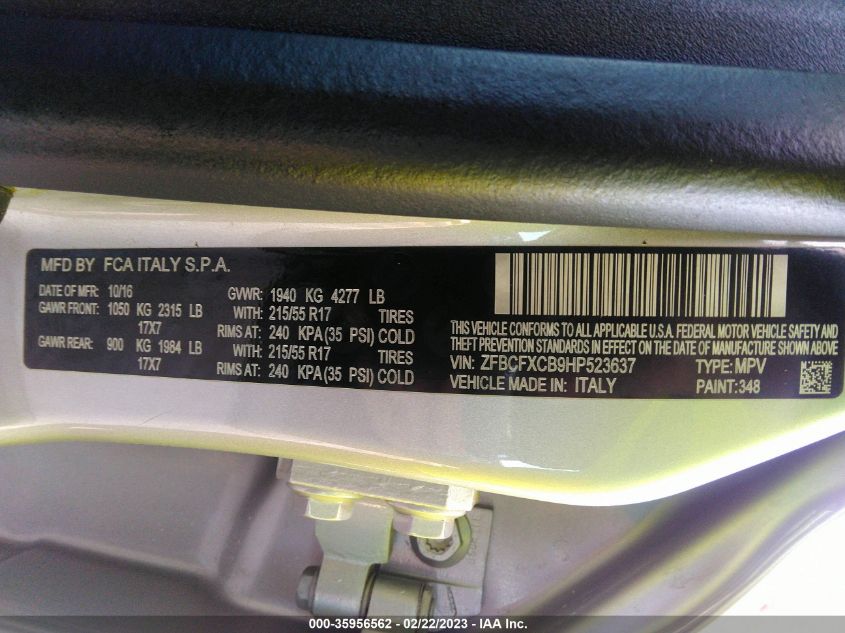 MFD BY FCA ITALY S.P.A.
DATE OF MFR: 10/16 GVWR: 1940 KG 4277 LB
GAWR FRONT: 1050 KG 2315 LB WITH: 215/55 R17 TIRES
17X7 RIMS AT: 240 KPA (35 PSI) COLD
GAWR REAR: 900 KG 1984 LB WITH: 215/55 R17 TIRES
17X7 RIMS AT: 240 KPA (35 PSI) COLD
THIS VEHICLE CONFORMS TO ALL APPLICABLE U.S.A. FEDERAL MOTOR VEHICLE SAFETY AND
THEFT PREVENTION STANDARDS IN EFFECT ON THE DATE OF MANUFACTURE SHOWN ABOVE
VIN: ZFBCFXCB9HP523637 TYPE: MPV
VEHICLE MADE IN: ITALY PAINT: 348
000-35956562 - 02/22/2023 - IAA Inc.